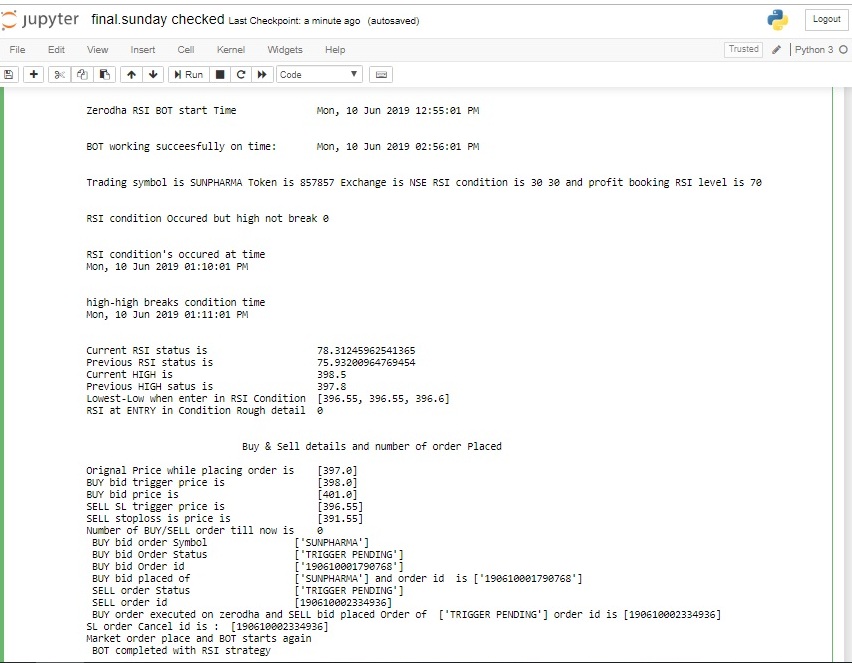 jupyter final.sunday checked Last Checkpoint: a minute ago (autosaved) Logout
File Edit View Insert Cell Kernel Widgets Help Trusted Python 3
Run Code
Zerodha RSI BOT start Time Mon, 10 Jun 2019 12:55:01 PM
BOT working succeesfully on time: Mon, 10 Jun 2019 02:56:01 PM
Trading symbol is SUNPHARMA Token is 857857 Exchange is NSE RSI condition is 30 30 and profit booking RSI level is 70
RSI condition Occured but high not break 0
RSI condition's occured at time
Mon, 10 Jun 2019 01:10:01 PM
high-high breaks condition time
Mon, 10 Jun 2019 01:11:01 PM
Current RSI status is 78.31245962541365
Previous RSI status is 75.93200964769454
Current HIGH is 398.5
Previous HIGH satus is 397.8
Lowest-Low when enter in RSI Condition [396.55, 396.55, 396.6]
RSI at ENTRY in Condition Rough detail 0
Buy & Sell details and number of order Placed
Orignal Price while placing order is [397.0]
BUY bid trigger price is [398.0]
BUY bid price is [401.0]
SELL SL trigger price is [396.55]
SELL stoploss is price is [391.55]
Number of BUY/SELL order till now is 0
BUY bid order Symbol ['SUNPHARMA']
BUY bid Order Status ['TRIGGER PENDING']
BUY bid Order id ['190610001790768']
BUY bid placed of ['SUNPHARMA'] and order id is ['190610001790768']
SELL order Status ['TRIGGER PENDING']
SELL order id [190610002334936]
BUY order executed on zerodha and SELL bid placed Order of ['TRIGGER PENDING'] order id is [190610002334936]
SL order Cancel id is : [190610002334936]
Market order place and BOT starts again
BOT completed with RSI strategy